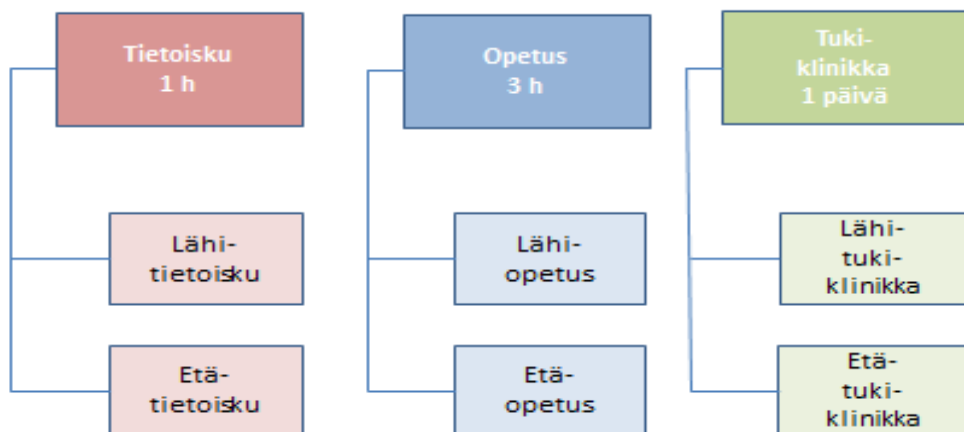 Tietoisku
1 h
Opetus
3 h
Tuki-
klinikka
1 päivä
Lähi-
tietoisku
Lähi-
opetus
Lähi-
tuki-
klinikka
Etä-
tietoisku
Etä-
opetus
Etä-
tuki-
klinikka